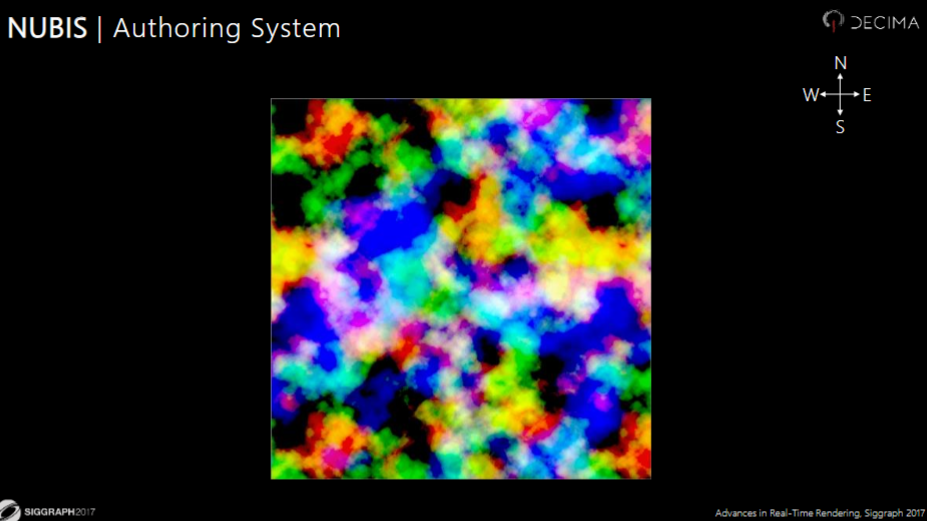 NUBIS | Authoring System
DECIMA
N
W E
S
SIGGRAPH2017
Advances in Real-Time Rendering, Siggraph 2017